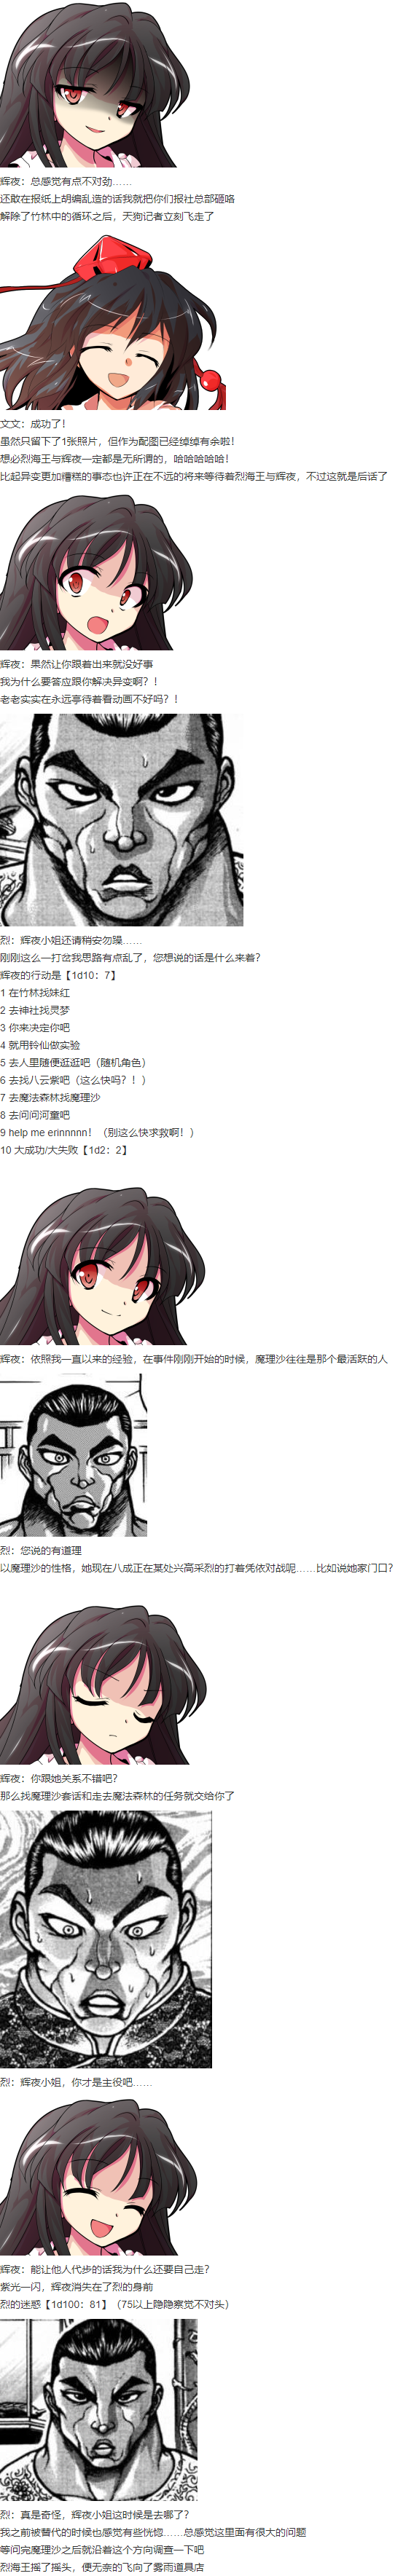 辉夜：总感觉有点不对劲……
还敢在报纸上胡编乱造的话我就把你们报社总部砸咯
解除了竹林中的循环之后，天狗记者立刻飞走了
文文：成功了！
虽然只留下了1张照片，但作为配图已经绰绰有余啦！
想必烈海王与辉夜一定都是无所谓的，哈哈哈哈哈！
比起异变更加糟糕的事态也许正在不远的将来等待着烈海王与辉夜，不过这就是后话了
辉夜：果然让你跟着出来就没好事
我为什么要答应跟你解决异变啊？！
老老实实在永远亭待着看动画不好吗？！
烈：辉夜小姐还请稍安勿躁……
刚刚这么一打岔我思路有点乱了，您想说的话是什么来着？
辉夜的行动是【1d10：7】
1 在竹林找妹红
2 去神社找灵梦
3 你来决定你吧
4 就用铃仙做实验
5 去人里随便逛逛吧（随机角色）
6 去找八云紫吧（这么快吗？！）
7 去魔法森林找魔理沙
8 去问问河童吧
9 help me erinnnnn！（别这么快求救啊！）
10 大成功/大失败【1d2：2】
辉夜：依照我一直以来的经验，在事件刚刚开始的时候，魔理沙往往是那个最活跃的人
烈：您说的有道理
以魔理沙的性格，她现在八成正在某处兴高采烈的打着凭依对战呢……比如说她家门口？
辉夜：你跟她关系不错吧？
那么找魔理沙套话和走去魔法森林的任务就交给你了
烈：辉夜小姐，你才是主役吧……
辉夜：能让他人代步的话我为什么还要自己走？
紫光一闪，辉夜消失在了烈的身前
烈的迷惑【1d100：81】（75以上隐隐察觉不对头）
烈：真是奇怪，辉夜小姐这时候是去哪了？
我之前被替代的时候也感觉有些恍惚……总感觉这里面有很大的问题
等问完魔理沙之后就沿着这个方向调查一下吧
烈海王摇了摇头，便无奈的飞向了雾雨道具店